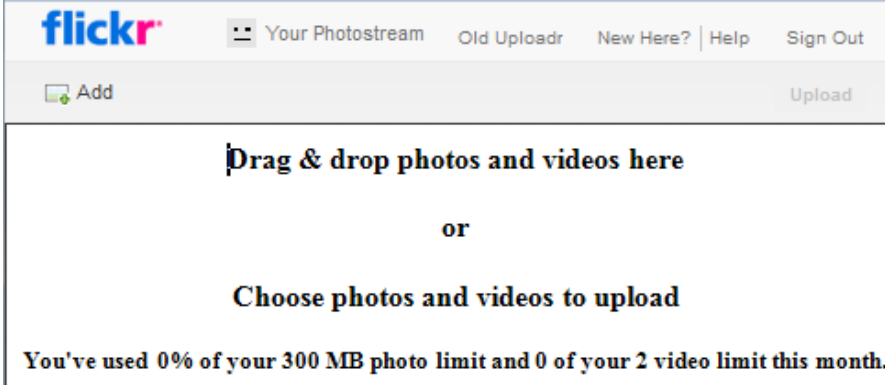 flickr Your Photostream Old Uploadr New Here? | Help Sign Out
Add Upload
Drag & drop photos and videos here
or
Choose photos and videos to upload
You've used 0% of your 300 MB photo limit and 0 of your 2 video limit this month.